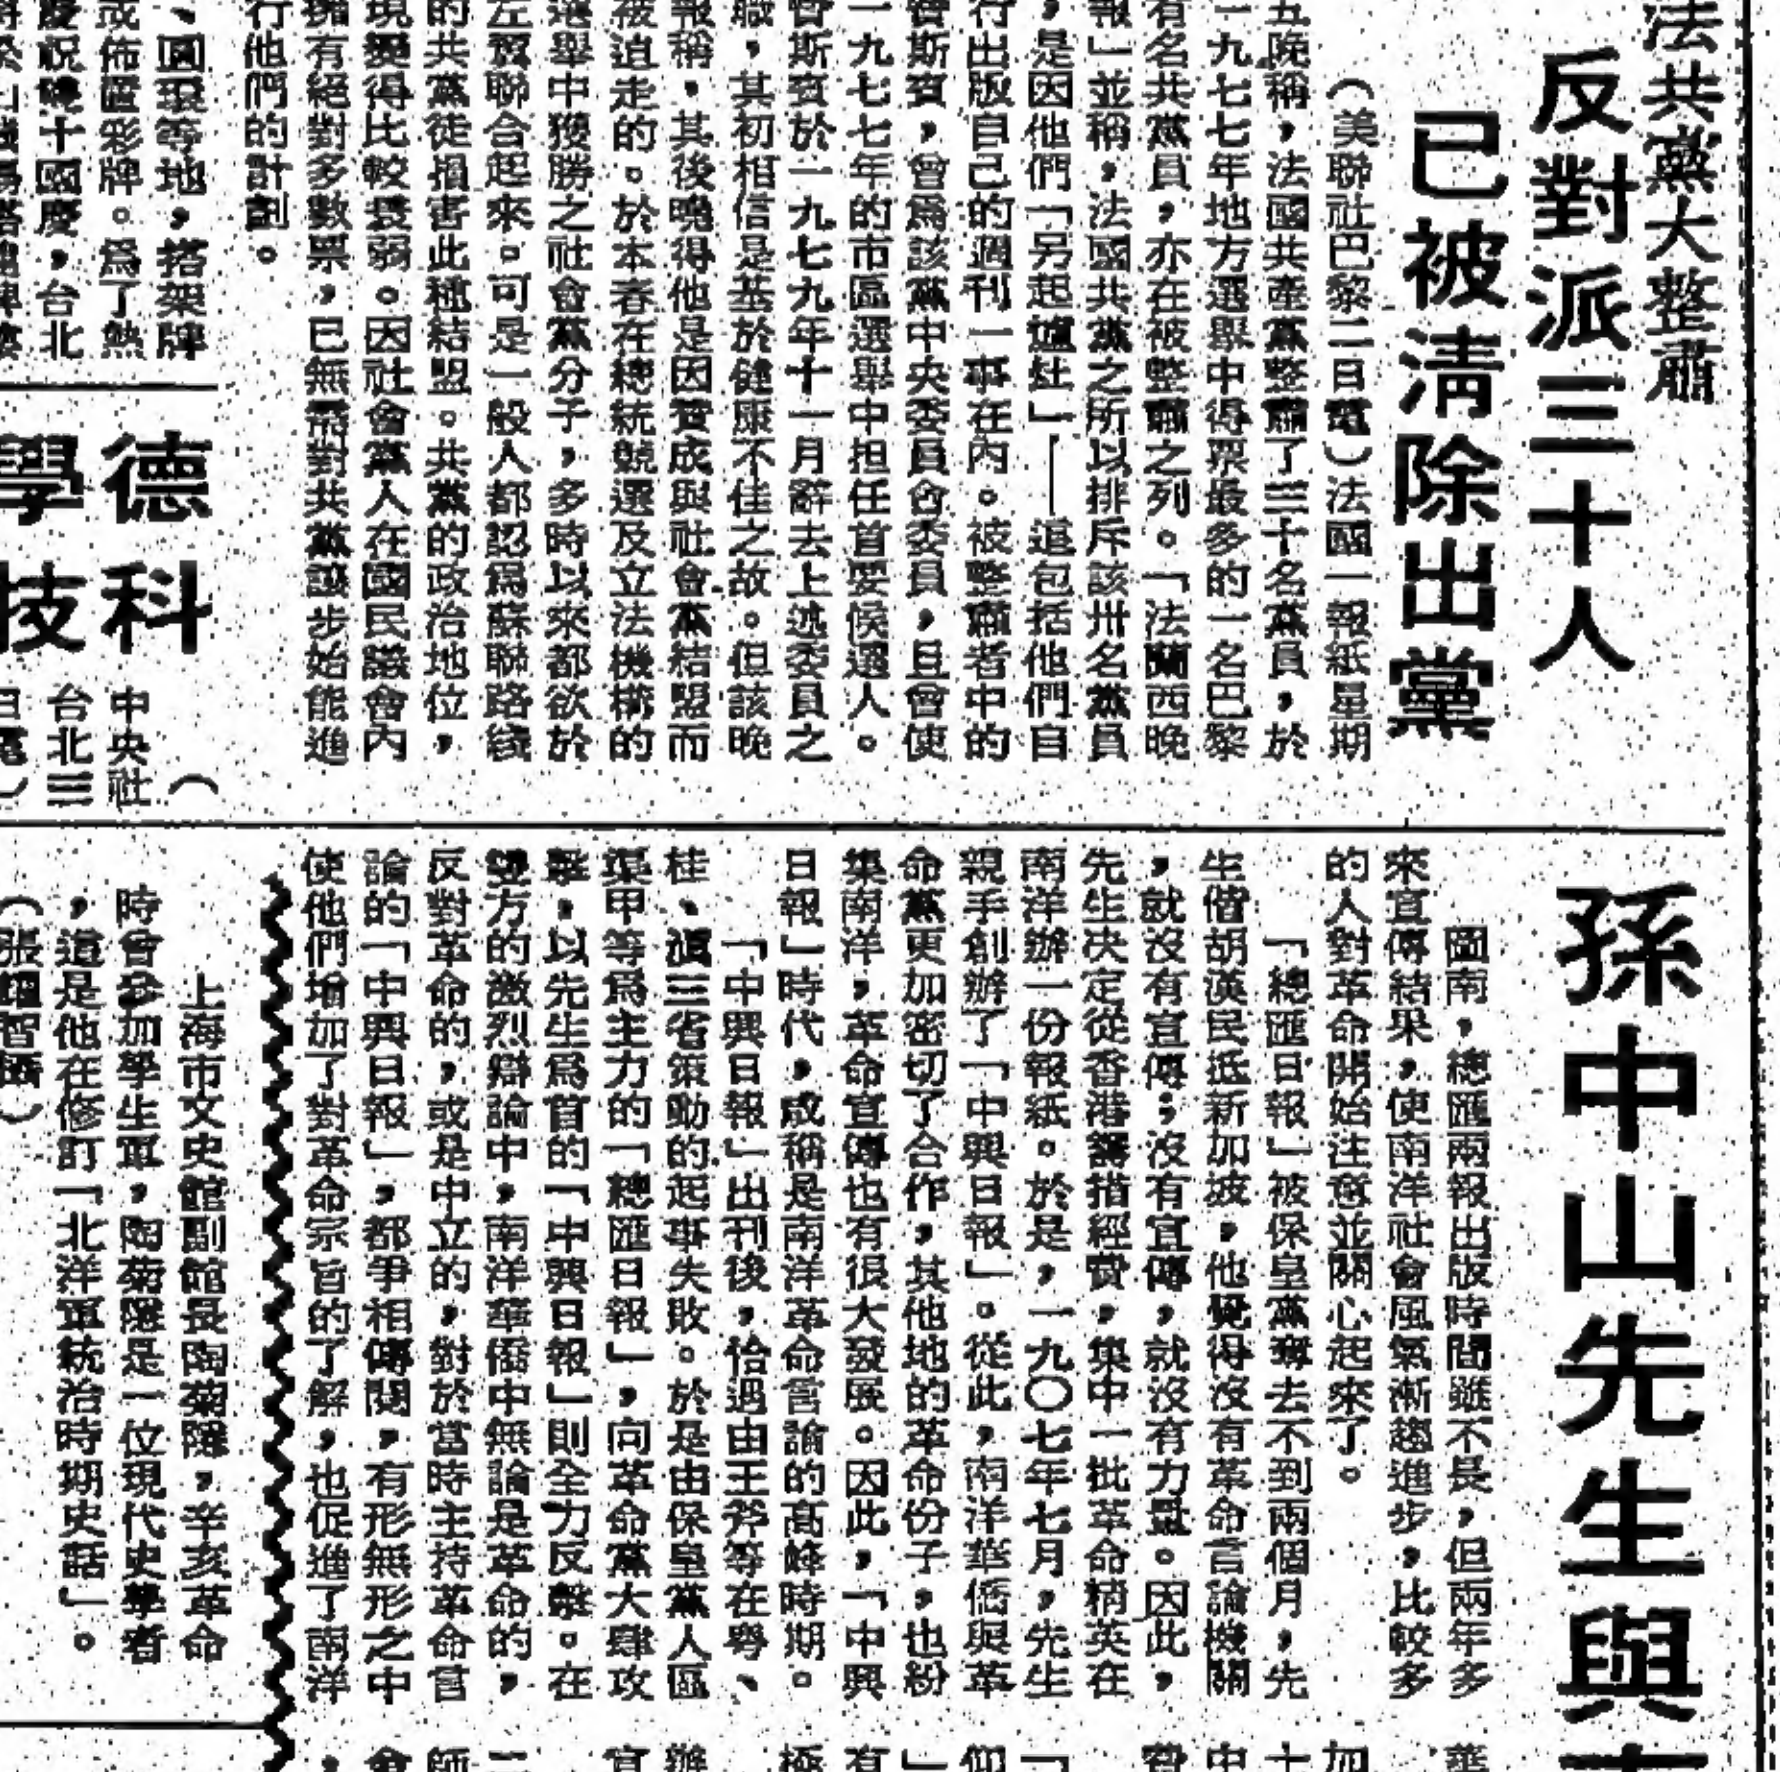 法共黨大整肅
反對派三十人
已被清除出黨
（美聯社巴黎二日電）法國一報紙星期
五晚稱，法國共產黨整肅了三十名黨員，於
一九七七年地方選舉中得票最多的一名巴黎
有名共黨員，亦在被整肅之列。「法蘭西晚
報」並稱，法國共黨之所以排斥該卅名黨員
，是因他們「另起爐灶」——這包括他們自
行出版自己的週刊一事在內。被整肅者中的
斯賓，曾為該黨中央委員會委員，且曾使
一九七七年的市區選舉中担任首要候選人。
斯賓於一九七九年十一月辭去上述委員之
職，其初相信是基於健康不佳之故。但該晚
報稱，其後曉得他是因贊成與社會黨結盟而
被迫走的。於本春在總統競選及立法機構的
選舉中獲勝之社會黨分子，多時以來都欲於
左翼聯合起來。可是一般人都認為蘇聯路綫
的共黨徒損害此種結盟。共黨的政治地位，
現變得比較衰弱。因社會黨人在國民議會內
擁有絕對多數票，已無需對共黨讓步始能進
行他們的計劃。
、圓環等地，搭架牌
或佈置彩牌。為了熱
慶祝雙十國慶，台北
德
科
學
技
（
中央社
台北三
日電）
孫中山先生與
圖南，總匯兩報出版時間雖不長，但兩年多
來宣傳結果，使南洋社會風氣漸趨進步，比較多
的人對革命開始注意並關心起來了。
「總匯日報」被保皇黨奪去不到兩個月，先
生偕胡漢民抵新加坡，他覺得沒有革命言論機關
，就沒有宣傳；沒有宣傳，就沒有力量。因此，
先生決定從香港籌措經費，集中一批革命精英在
南洋辦一份報紙。於是，一九〇七年七月，先生
親手創辦了「中興日報」。從此，南洋華僑與革
命黨更加密切了合作，其他地的革命份子，也紛
集南洋，革命宣傳也有很大發展。因此，「中興
日報」時代，成稱是南洋革命言論的高峰時期。
「中興日報」出刊後，恰遇由王斧等在粵、
桂、滇三省策動的起事失敗。於是由保皇黨人區
渠甲等為主力的「總匯日報」，向革命黨大肆攻
擊，以先生為首的「中興日報」則全力反擊。在
雙方的激烈辯論中，南洋華僑中無論是革命的，
反對革命的，或是中立的，對於當時主持革命言
論的「中興日報」，都爭相傳閱，有形無形之中
使他們增加了對革命宗旨的了解，也促進了南洋
上海市文史館副館長陶菊隱，辛亥革命
時曾參加學生軍，陶菊隱是一位現代史學者
，這是他在修訂「北洋軍統治時期史話」。